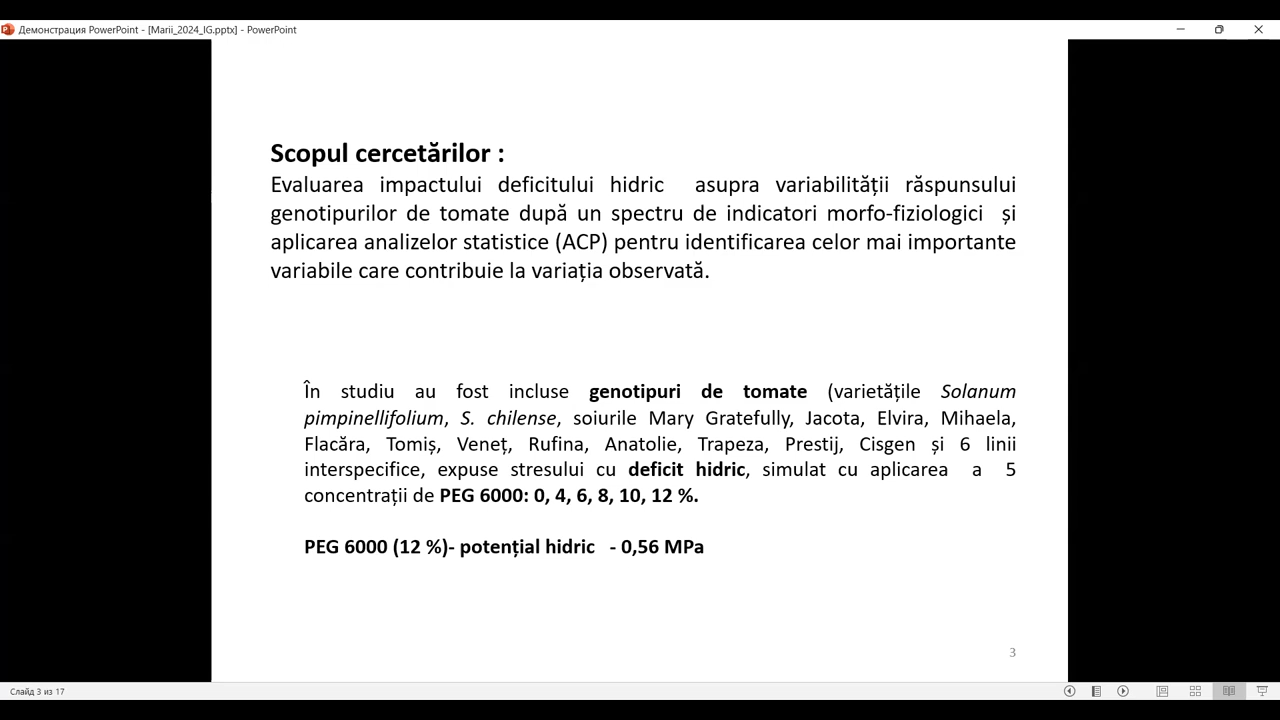 Демонстрация PowerPoint - [Marii_2024_IG.pptx] - PowerPoint
Scopul cercetărilor :
Evaluarea impactului deficitului hidric asupra variabilității răspunsului
genotipurilor de tomate după un spectru de indicatori morfo-fiziologici și
aplicarea analizelor statistice (ACP) pentru identificarea celor mai importante
variabile care contribuie la variația observată.
În studiu au fost incluse genotipuri de tomate (varietățile Solanum
pimpinellifolium, S. chilense, soiurile Mary Gratefully, Jacota, Elvira, Mihaela,
Flacăra, Tomiș, Veneț, Rufina, Anatolie, Trapeza, Prestij, Cisgen și 6 linii
interspecifice, expuse stresului cu deficit hidric, simulat cu aplicarea a 5
concentrații de PEG 6000: 0, 4, 6, 8, 10, 12 %.
PEG 6000 (12 %)- potențial hidric - 0,56 MPa
3
Слайд 3 из 17